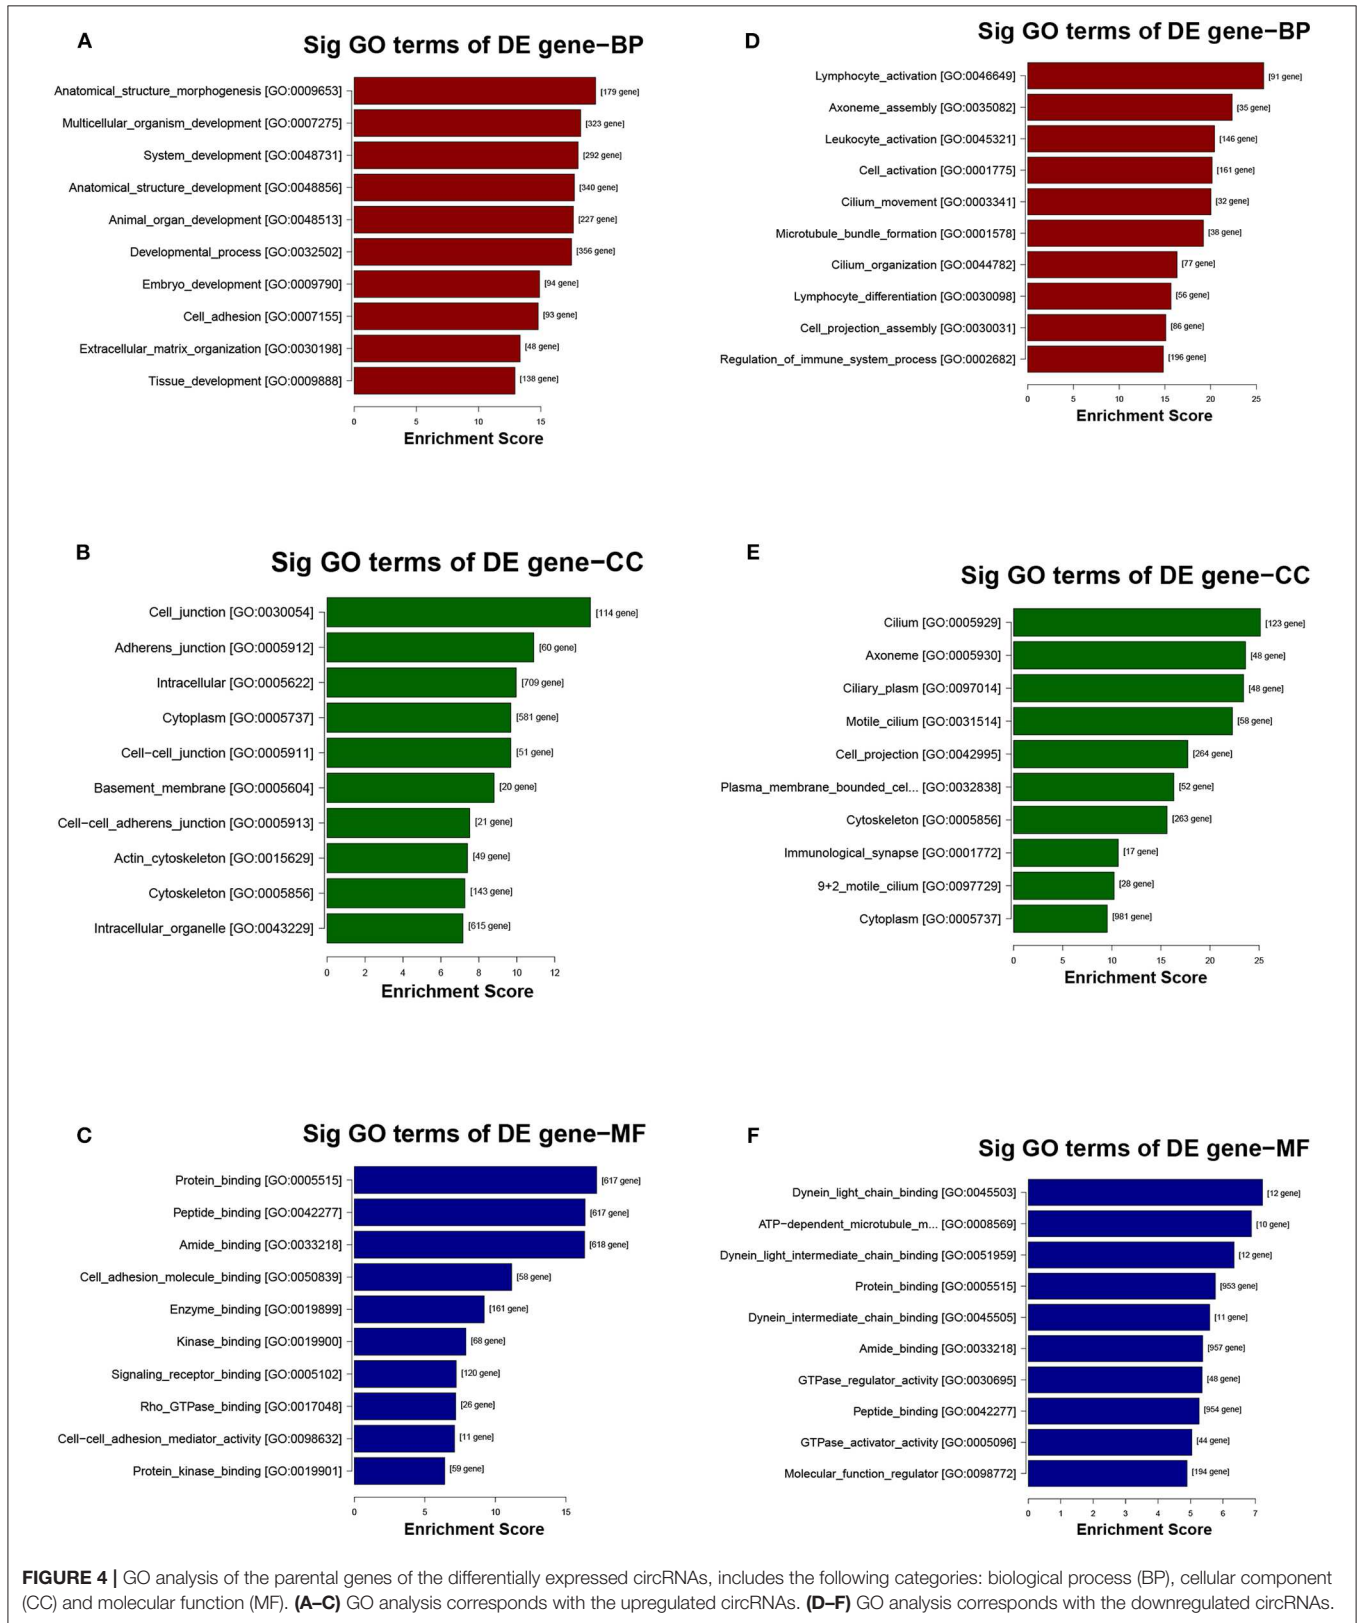 A
Sig GO terms of DE gene−BP
Anatomical_structure_morphogenesis [GO:0009653] [179 gene]
Multicellular_organism_development [GO:0007275] [323 gene]
System_development [GO:0048731] [292 gene]
Anatomical_structure_development [GO:0048856] [340 gene]
Animal_organ_development [GO:0048513] [227 gene]
Developmental_process [GO:0032502] [356 gene]
Embryo_development [GO:0009790] [94 gene]
Cell_adhesion [GO:0007155] [93 gene]
Extracellular_matrix_organization [GO:0030198] [48 gene]
Tissue_development [GO:0009888] [138 gene]
0 5 10 15
Enrichment Score
D
Sig GO terms of DE gene−BP
Lymphocyte_activation [GO:0046649] [91 gene]
Axoneme_assembly [GO:0035082] [35 gene]
Leukocyte_activation [GO:0045321] [146 gene]
Cell_activation [GO:0001775] [161 gene]
Cilium_movement [GO:0003341] [32 gene]
Microtubule_bundle_formation [GO:0001578] [38 gene]
Cilium_organization [GO:0044782] [77 gene]
Lymphocyte_differentiation [GO:0030098] [56 gene]
Cell_projection_assembly [GO:0030031] [86 gene]
Regulation_of_immune_system_process [GO:0002682] [196 gene]
0 5 10 15 20 25
Enrichment Score
B
Sig GO terms of DE gene−CC
Cell_junction [GO:0030054] [114 gene]
Adherens_junction [GO:0005912] [60 gene]
Intracellular [GO:0005622] [709 gene]
Cytoplasm [GO:0005737] [581 gene]
Cell−cell_junction [GO:0005911] [51 gene]
Basement_membrane [GO:0005604] [20 gene]
Cell−cell_adherens_junction [GO:0005913] [21 gene]
Actin_cytoskeleton [GO:0015629] [49 gene]
Cytoskeleton [GO:0005856] [143 gene]
Intracellular_organelle [GO:0043229] [615 gene]
0 2 4 6 8 10 12
Enrichment Score
E
Sig GO terms of DE gene−CC
Cilium [GO:0005929] [123 gene]
Axoneme [GO:0005930] [48 gene]
Ciliary_plasm [GO:0097014] [48 gene]
Motile_cilium [GO:0031514] [58 gene]
Cell_projection [GO:0042995] [264 gene]
Plasma_membrane_bounded_cel... [GO:0032838] [52 gene]
Cytoskeleton [GO:0005856] [263 gene]
Immunological_synapse [GO:0001772] [17 gene]
9+2_motile_cilium [GO:0097729] [28 gene]
Cytoplasm [GO:0005737] [981 gene]
0 5 10 15 20 25
Enrichment Score
C
Sig GO terms of DE gene−MF
Protein_binding [GO:0005515] [617 gene]
Peptide_binding [GO:0042277] [617 gene]
Amide_binding [GO:0033218] [618 gene]
Cell_adhesion_molecule_binding [GO:0050839] [58 gene]
Enzyme_binding [GO:0019899] [161 gene]
Kinase_binding [GO:0019900] [68 gene]
Signaling_receptor_binding [GO:0005102] [120 gene]
Rho_GTPase_binding [GO:0017048] [26 gene]
Cell−cell_adhesion_mediator_activity [GO:0098632] [11 gene]
Protein_kinase_binding [GO:0019901] [59 gene]
0 5 10 15
Enrichment Score
F
Sig GO terms of DE gene−MF
Dynein_light_chain_binding [GO:0045503] [12 gene]
ATP−dependent_microtubule_m... [GO:0008569] [10 gene]
Dynein_light_intermediate_chain_binding [GO:0051959] [12 gene]
Protein_binding [GO:0005515] [953 gene]
Dynein_intermediate_chain_binding [GO:0045505] [11 gene]
Amide_binding [GO:0033218] [957 gene]
GTPase_regulator_activity [GO:0030695] [48 gene]
Peptide_binding [GO:0042277] [954 gene]
GTPase_activator_activity [GO:0005096] [44 gene]
Molecular_function_regulator [GO:0098772] [194 gene]
0 1 2 3 4 5 6 7
Enrichment Score
FIGURE 4 | GO analysis of the parental genes of the differentially expressed circRNAs, includes the following categories: biological process (BP), cellular component
(CC) and molecular function (MF). (A–C) GO analysis corresponds with the upregulated circRNAs. (D–F) GO analysis corresponds with the downregulated circRNAs.